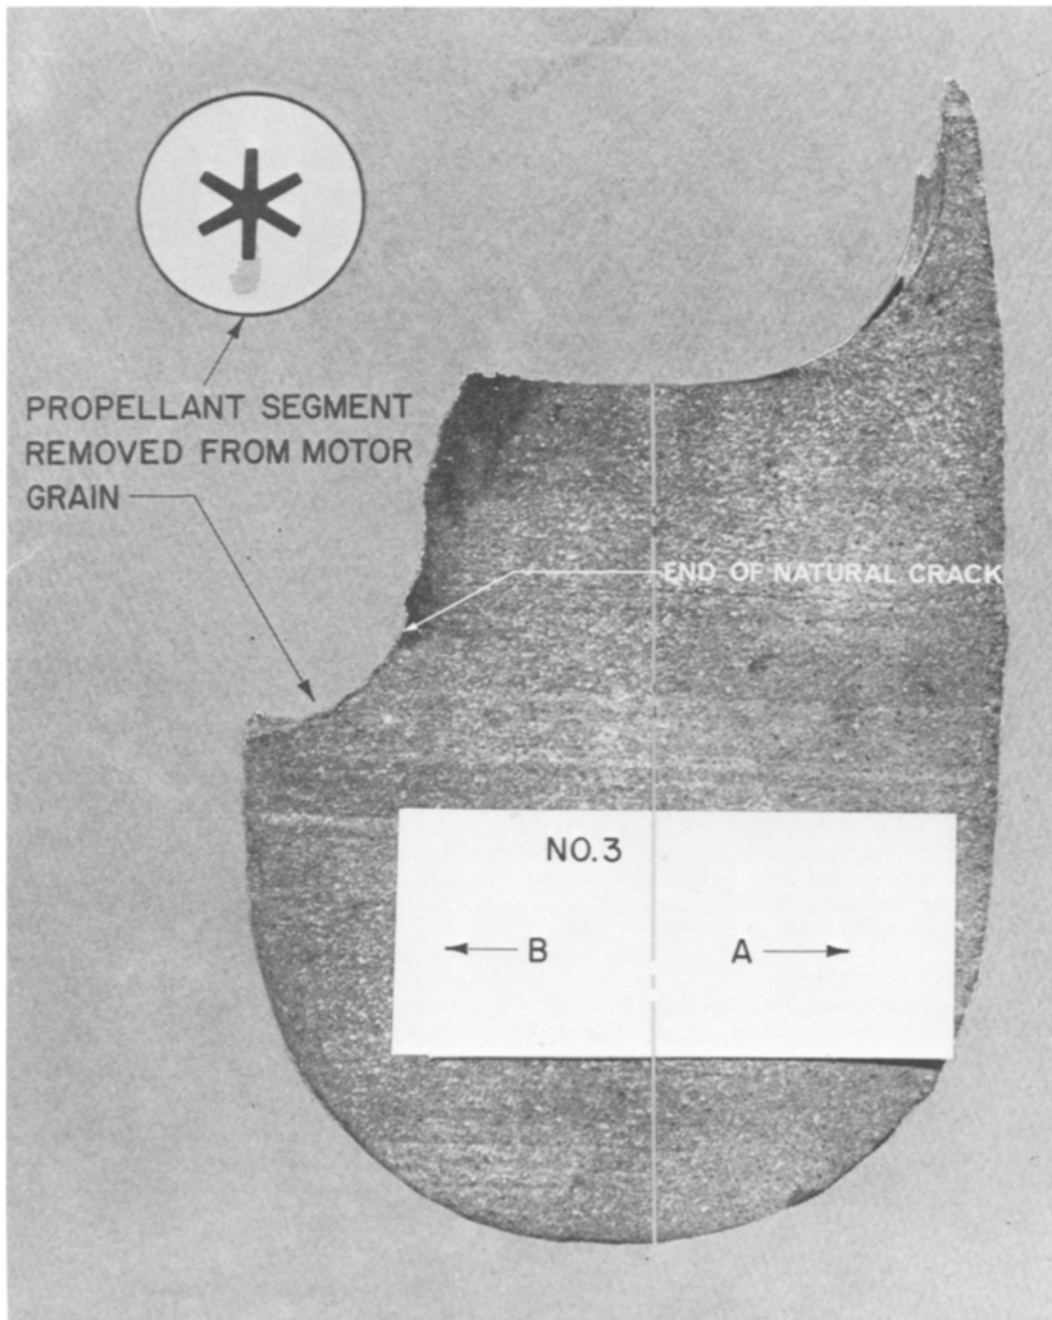 PROPELLANT SEGMENT
REMOVED FROM MOTOR
GRAIN
END OF NATURAL CRACK
NO.3
B
A